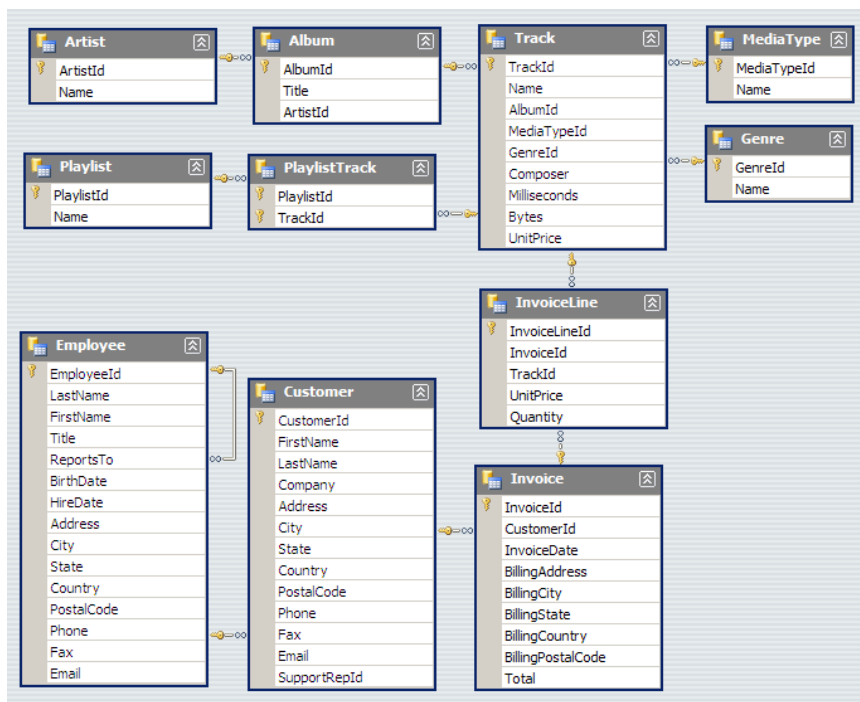 Artist
ArtistId
Name
Album
AlbumId
Title
ArtistId
Track
TrackId
Name
AlbumId
MediaTypeId
GenreId
Composer
Milliseconds
Bytes
UnitPrice
MediaType
MediaTypeId
Name
Genre
GenreId
Name
Playlist
PlaylistId
Name
PlaylistTrack
PlaylistId
TrackId
InvoiceLine
InvoiceLineId
InvoiceId
TrackId
UnitPrice
Quantity
Employee
EmployeeId
LastName
FirstName
Title
ReportsTo
BirthDate
HireDate
Address
City
State
Country
PostalCode
Phone
Fax
Email
Customer
CustomerId
FirstName
LastName
Company
Address
City
State
Country
PostalCode
Phone
Fax
Email
SupportRepId
Invoice
InvoiceId
CustomerId
InvoiceDate
BillingAddress
BillingCity
BillingState
BillingCountry
BillingPostalCode
Total